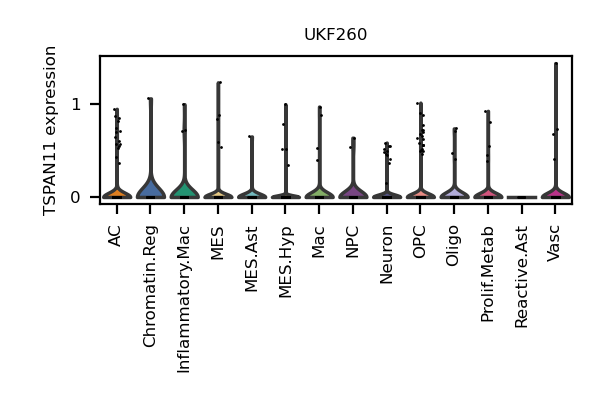 UKF260
TSPAN11 expression
1
0
AC
Chromatin.Reg
Inflammatory.Mac
MES
MES.Ast
MES.Hyp
Mac
NPC
Neuron
OPC
Oligo
Prolif.Metab
Reactive.Ast
Vasc